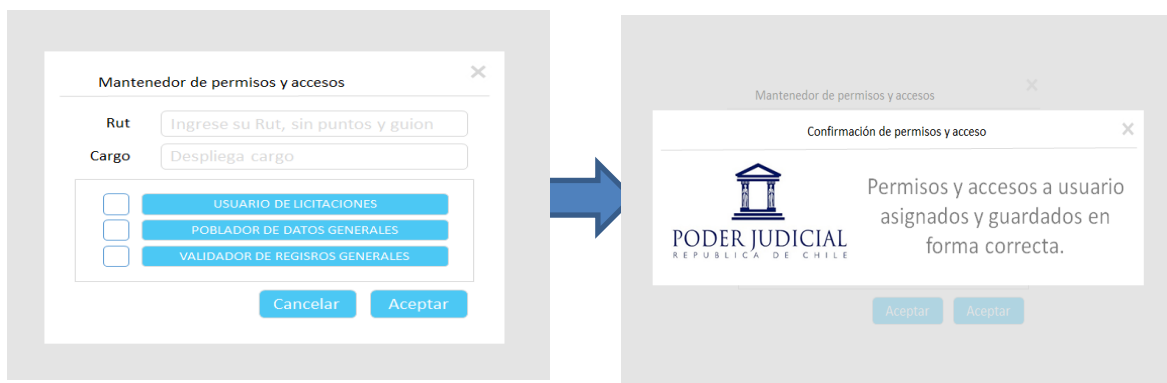 Mantenedor de permisos y accesos
Rut
Ingrese su Rut, sin puntos y guion
Cargo
Despliega cargo
USUARIO DE LICITACIONES
POBLADOR DE DATOS GENERALES
VALIDADOR DE REGISROS GENERALES
Cancelar
Aceptar
Mantenedor de permisos y accesos
Confirmación de permisos y acceso
PODER JUDICIAL
REPUBLICA DE CHILE
Permisos y accesos a usuario
asignados y guardados en
forma correcta.
Aceptar
Aceptar